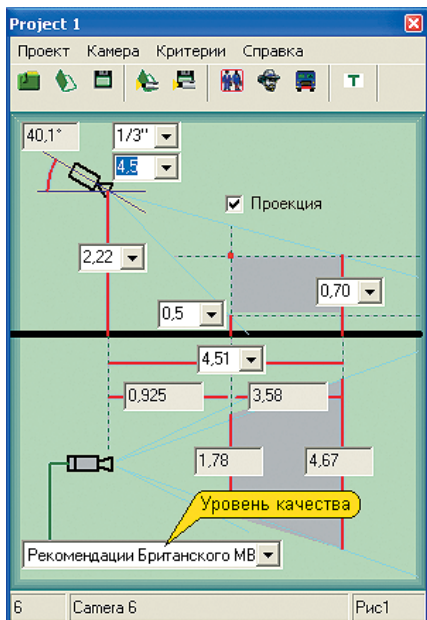 Project 1
Проект Камера Критерии Справка
T
40,1°
1/3"
4,5
Проекция
2,22
0,70
0,5
4,51
0,925
3,58
1,78
4,67
Уровень качества
Рекомендации Британского МВ
6 Camera 6 Рис1